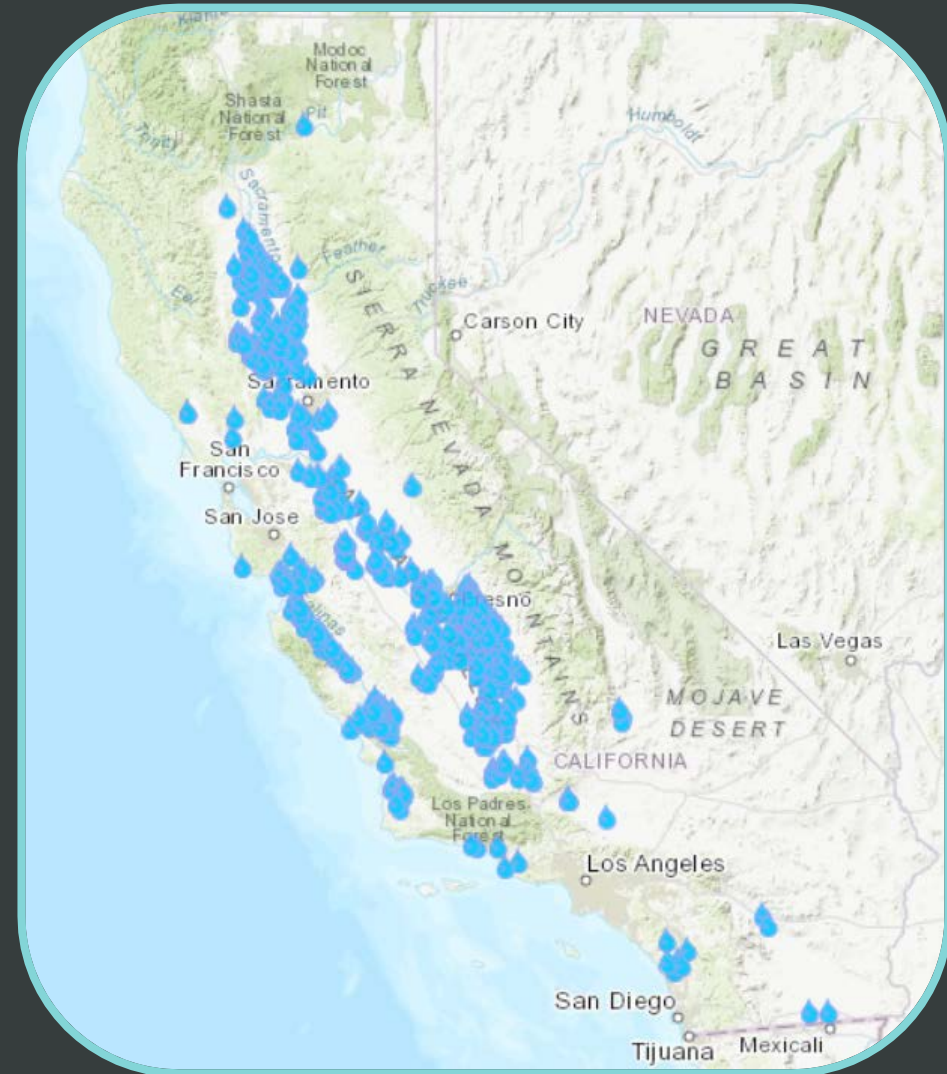 Klamath
Modoc
National
Forest
Shasta
National
Forest
Pit
Trinity
Humboldt
Sacramento
Feather
Truckee
Eel
SIERRA NEVADA MOUNTAINS
Carson City
NEVADA
GREAT
BASIN
Sacramento
San
Francisco
San Jose
Salinas
Fresno
Las Vegas
MOJAVE
DESERT
CALIFORNIA
Los Padres
National
Forest
Los Angeles
San Diego
Tijuana
Mexicali